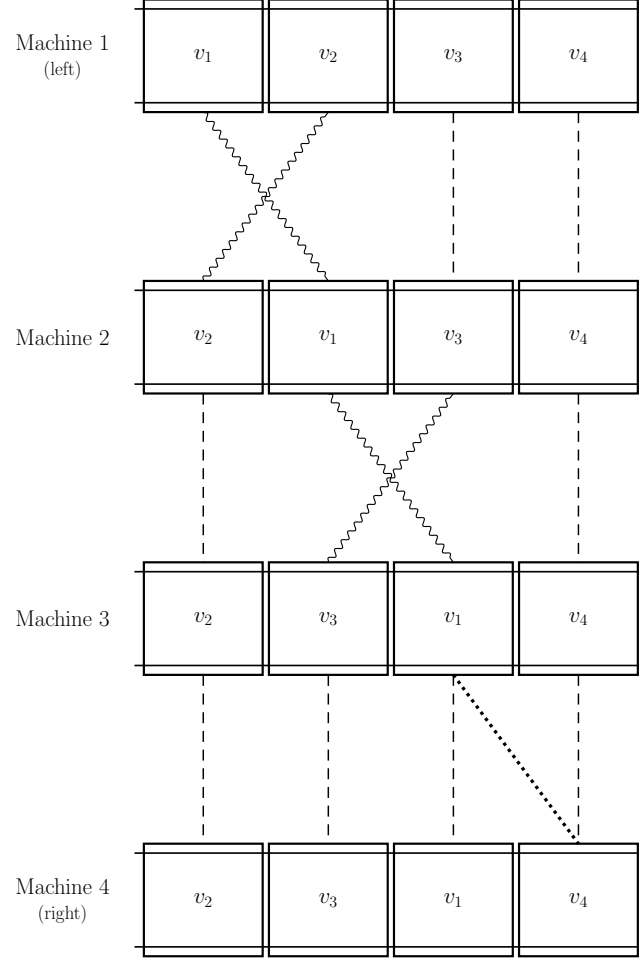 Machine 1
(left)
v₁ v₂ v₃ v₄
Machine 2
v₂ v₁ v₃ v₄
Machine 3
v₂ v₃ v₁ v₄
Machine 4
(right)
v₂ v₃ v₁ v₄